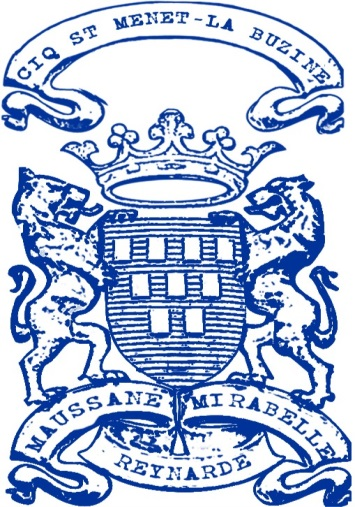 CIQ ST MENET-LA BUZINE
MAUSSANE MIRABELLE
REYNARDE